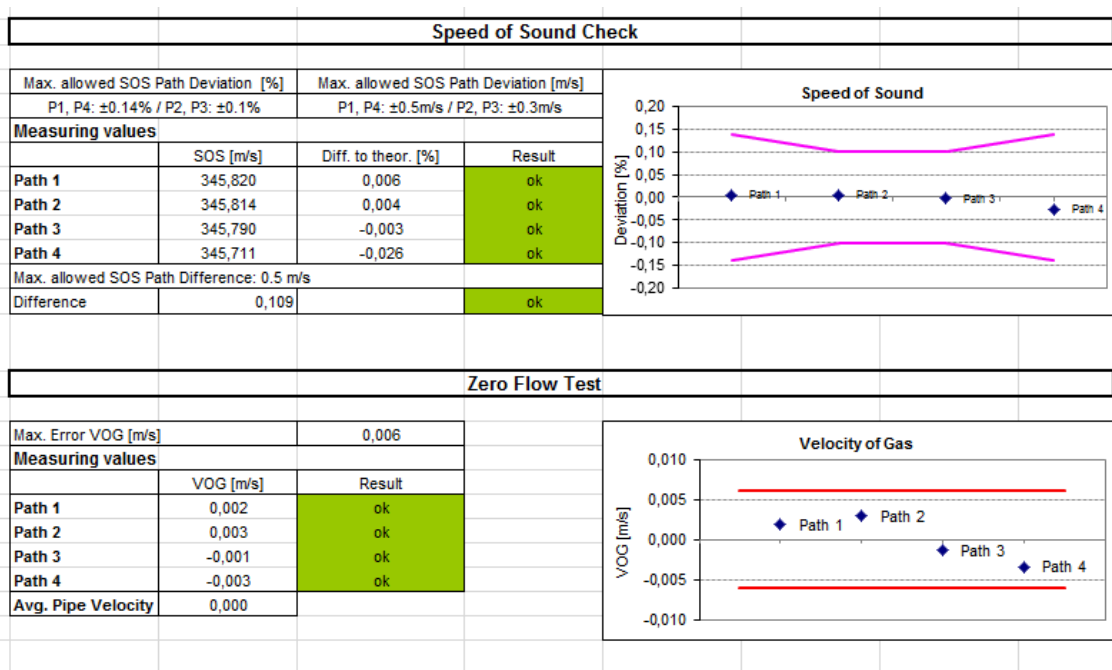 Speed of Sound Check
Max. allowed SOS Path Deviation [%] Max. allowed SOS Path Deviation [m/s]
P1, P4: ±0.14% / P2, P3: ±0.1% P1, P4: ±0.5m/s / P2, P3: ±0.3m/s
Measuring values
SOS [m/s] Diff. to theor. [%] Result
Path 1 345,820 0,006 ok
Path 2 345,814 0,004 ok
Path 3 345,790 -0,003 ok
Path 4 345,711 -0,026 ok
Max. allowed SOS Path Difference: 0.5 m/s
Difference 0,109 ok
Speed of Sound
Deviation [%]
0,20
0,15
0,10
0,05
0,00
-0,05
-0,10
-0,15
-0,20
Path 1 Path 2 Path 3 Path 4
Zero Flow Test
Max. Error VOG [m/s] 0,006
Measuring values
VOG [m/s] Result
Path 1 0,002 ok
Path 2 0,003 ok
Path 3 -0,001 ok
Path 4 -0,003 ok
Avg. Pipe Velocity 0,000
Velocity of Gas
VOG [m/s]
0,010
0,005
0,000
-0,005
-0,010
Path 1 Path 2 Path 3 Path 4